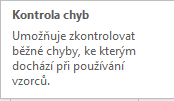 Kontrola chyb
Umožňuje zkontrolovat
běžné chyby, ke kterým
dochází při používání
vzorců.